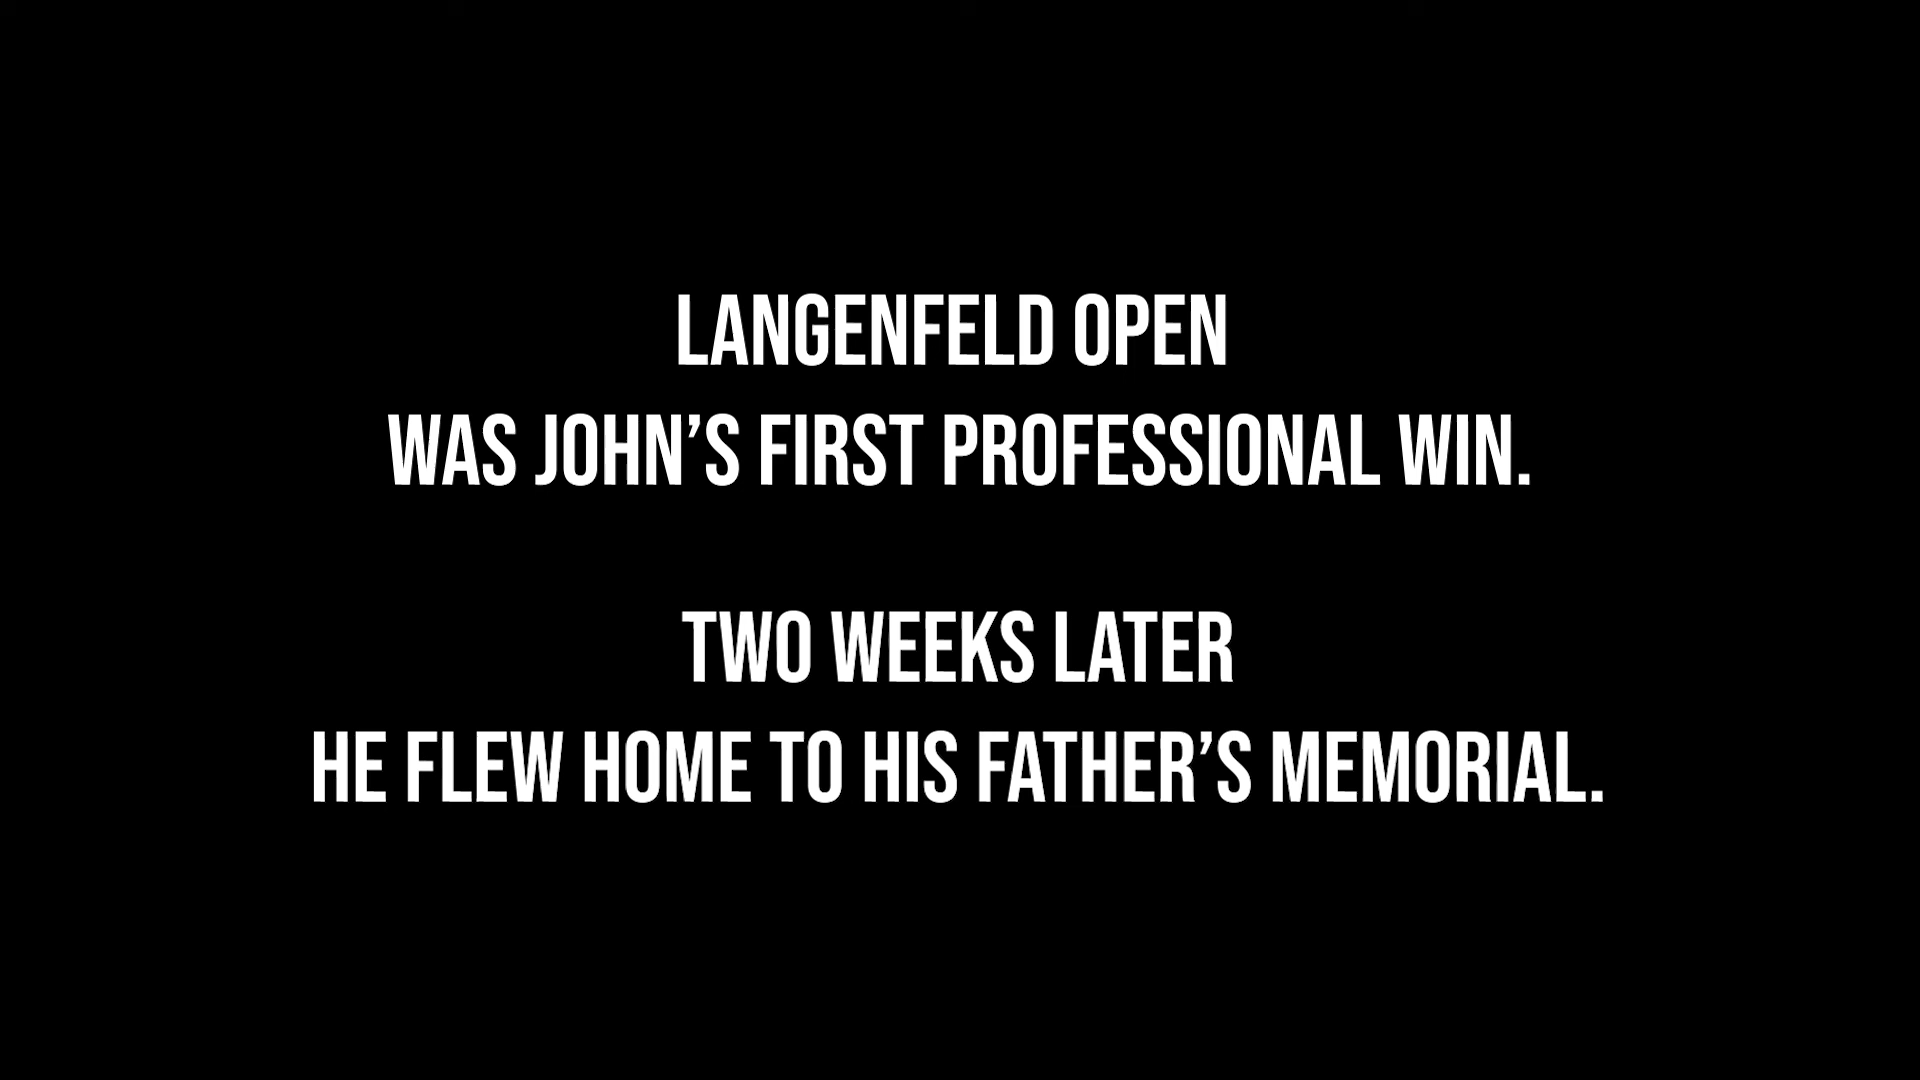 LANGENFELD OPEN
WAS JOHN’S FIRST PROFESSIONAL WIN.
TWO WEEKS LATER
HE FLEW HOME TO HIS FATHER’S MEMORIAL.